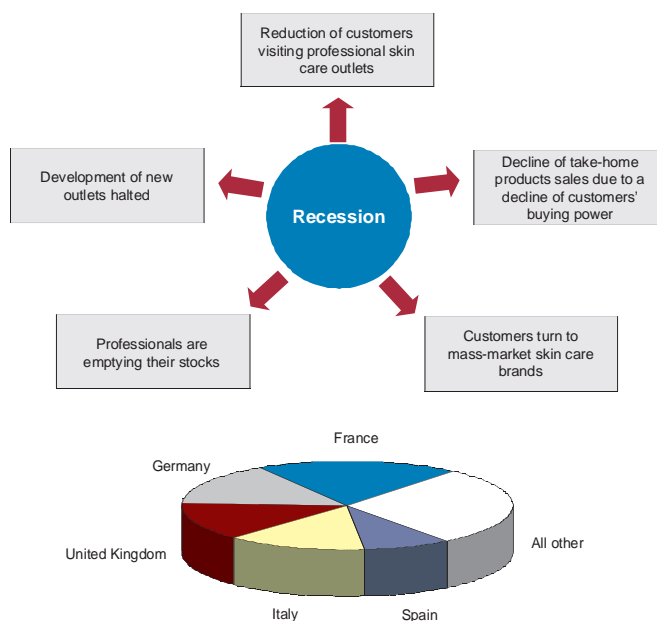 Reduction of customers
visiting professional skin
care outlets
Development of new
outlets halted
Recession
Decline of take-home
products sales due to a
decline of customers'
buying power
Professionals are
emptying their stocks
Customers turn to
mass-market skin care
brands
France
Germany
United Kingdom
All other
Italy
Spain